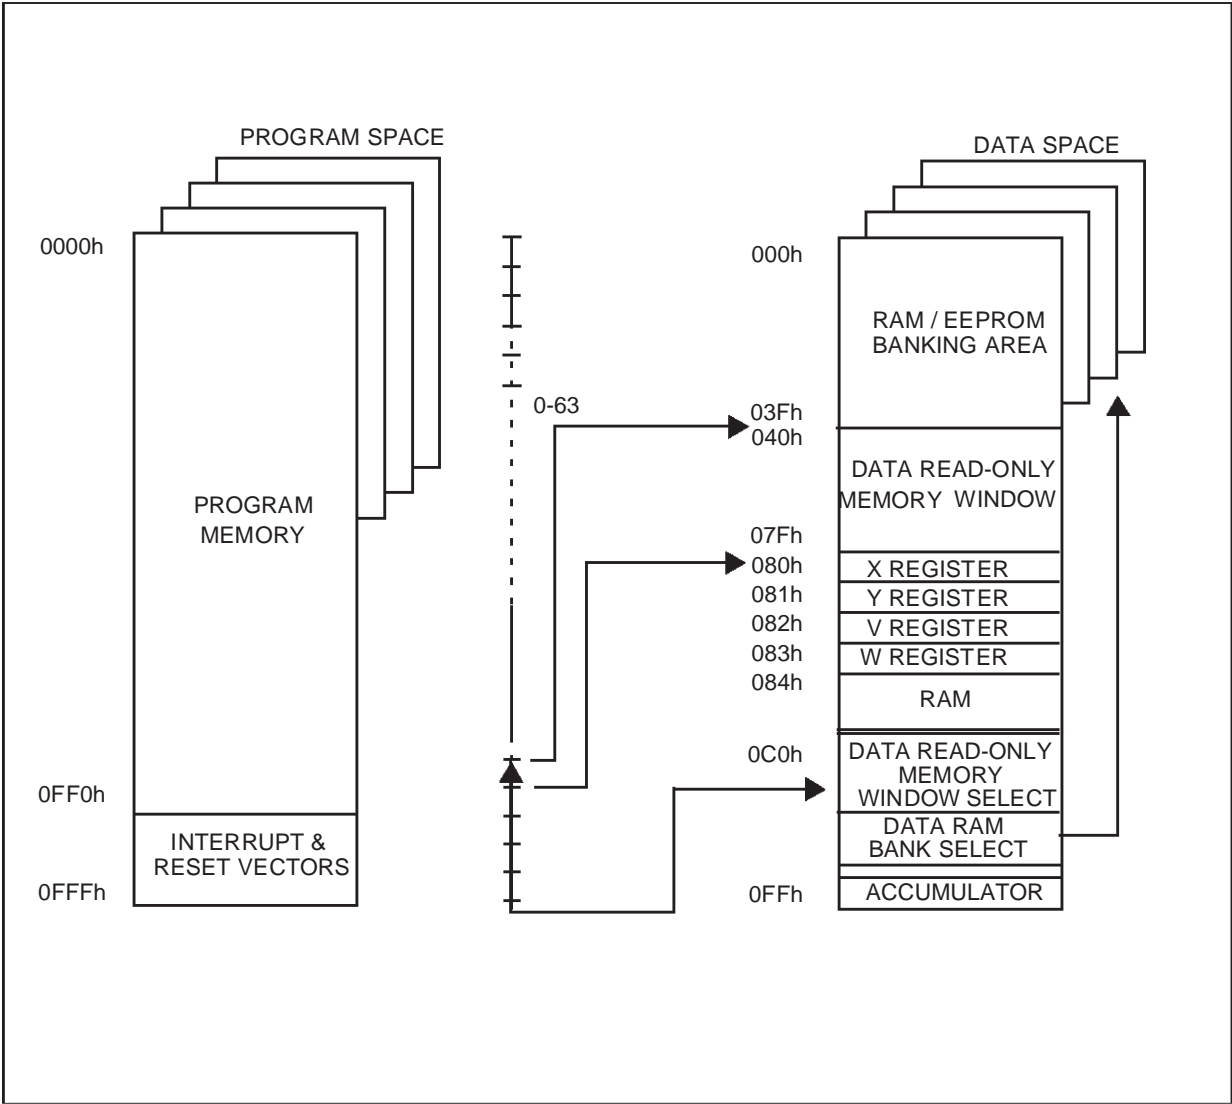 PROGRAM SPACE
0000h
PROGRAM
MEMORY
0FF0h
INTERRUPT &
RESET VECTORS
0FFFh
0-63
DATA SPACE
000h
RAM / EEPROM
BANKING AREA
03Fh
040h
DATA READ-ONLY
MEMORY WINDOW
07Fh
080h
X REGISTER
081h
Y REGISTER
082h
V REGISTER
083h
W REGISTER
084h
RAM
0C0h
DATA READ-ONLY
MEMORY
WINDOW SELECT
DATA RAM
BANK SELECT
0FFh
ACCUMULATOR